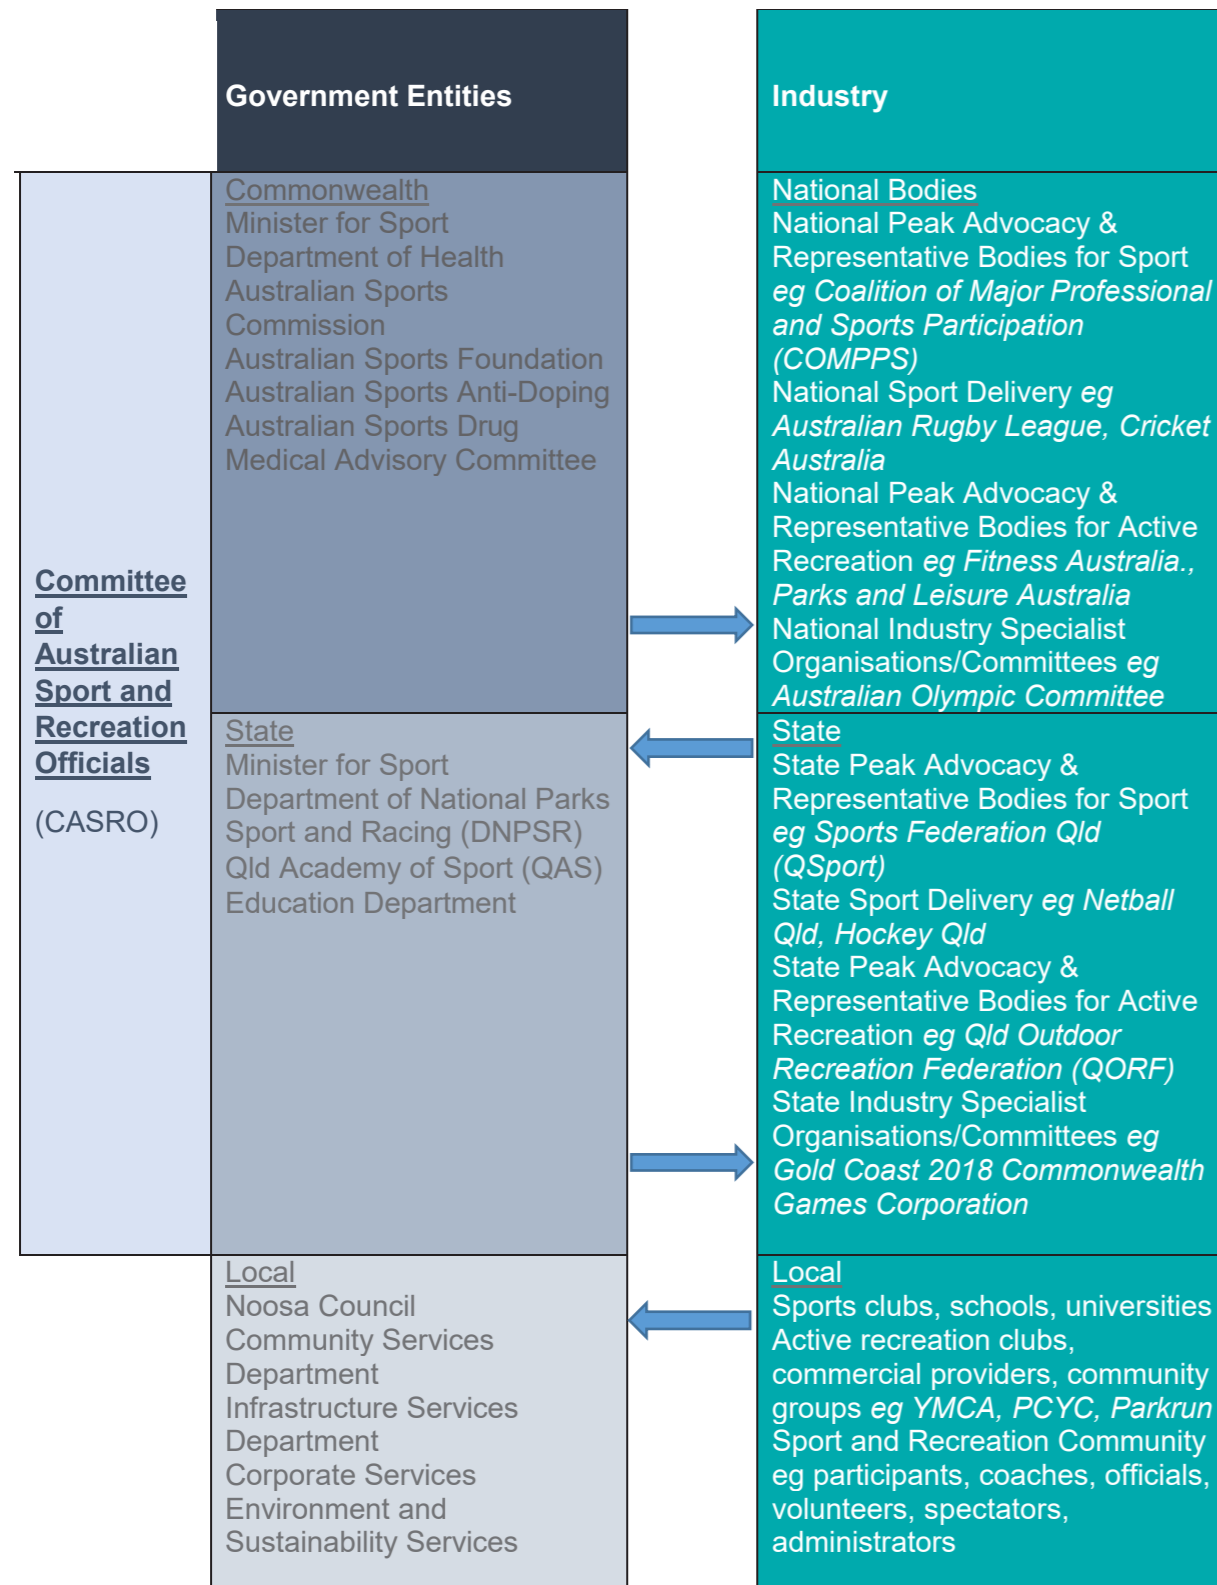 Government Entities
Industry
Committee
of
Australian
Sport and
Recreation
Officials
(CASRO)
Commonwealth
Minister for Sport
Department of Health
Australian Sports
Commission
Australian Sports Foundation
Australian Sports Anti-Doping
Australian Sports Drug
Medical Advisory Committee
National Bodies
National Peak Advocacy &
Representative Bodies for Sport
eg Coalition of Major Professional
and Sports Participation
(COMPPS)
National Sport Delivery eg
Australian Rugby League, Cricket
Australia
National Peak Advocacy &
Representative Bodies for Active
Recreation eg Fitness Australia.,
Parks and Leisure Australia
National Industry Specialist
Organisations/Committees eg
Australian Olympic Committee
State
Minister for Sport
Department of National Parks
Sport and Racing (DNPSR)
Qld Academy of Sport (QAS)
Education Department
State
State Peak Advocacy &
Representative Bodies for Sport
eg Sports Federation Qld
(QSport)
State Sport Delivery eg Netball
Qld, Hockey Qld
State Peak Advocacy &
Representative Bodies for Active
Recreation eg Qld Outdoor
Recreation Federation (QORF)
State Industry Specialist
Organisations/Committees eg
Gold Coast 2018 Commonwealth
Games Corporation
Local
Noosa Council
Community Services
Department
Infrastructure Services
Department
Corporate Services
Environment and
Sustainability Services
Local
Sports clubs, schools, universities
Active recreation clubs,
commercial providers, community
groups eg YMCA, PCYC, Parkrun
Sport and Recreation Community
eg participants, coaches, officials,
volunteers, spectators,
administrators